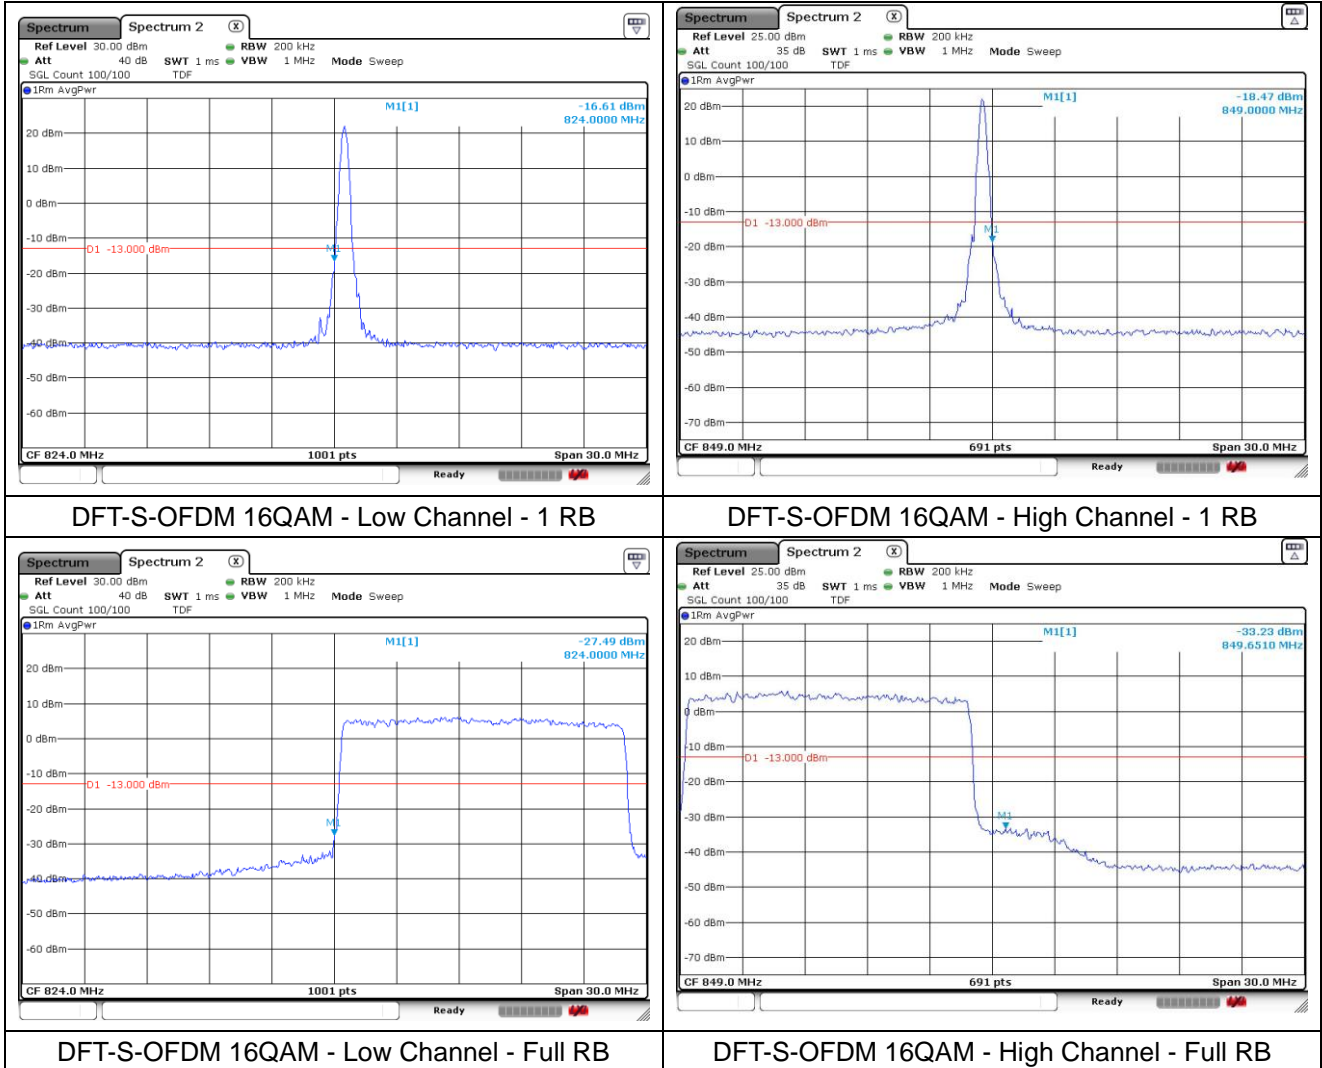 Spectrum Spectrum 2 X
Ref Level 30.00 dBm RBW 200 kHz
Att 40 dB SWT 1 ms VBW 1 MHz Mode Sweep
SGL Count 100/100 TDF
1Rm AvgPwr
M1[1] -16.61 dBm
824.0000 MHz
20 dBm
10 dBm
0 dBm
-10 dBm
D1 -13.000 dBm
M1
-20 dBm
-30 dBm
-40 dBm
-50 dBm
-60 dBm
CF 824.0 MHz 1001 pts Span 30.0 MHz
Ready
DFT-S-OFDM 16QAM - Low Channel - 1 RB
Spectrum Spectrum 2 X
Ref Level 25.00 dBm RBW 200 kHz
Att 35 dB SWT 1 ms VBW 1 MHz Mode Sweep
SGL Count 100/100 TDF
1Rm AvgPwr
M1[1] -18.47 dBm
849.0000 MHz
20 dBm
10 dBm
0 dBm
-10 dBm
D1 -13.000 dBm
M1
-20 dBm
-30 dBm
-40 dBm
-50 dBm
-60 dBm
-70 dBm
CF 849.0 MHz 691 pts Span 30.0 MHz
Ready
DFT-S-OFDM 16QAM - High Channel - 1 RB
Spectrum Spectrum 2 X
Ref Level 30.00 dBm RBW 200 kHz
Att 40 dB SWT 1 ms VBW 1 MHz Mode Sweep
SGL Count 100/100 TDF
1Rm AvgPwr
M1[1] -27.49 dBm
824.0000 MHz
20 dBm
10 dBm
0 dBm
-10 dBm
D1 -13.000 dBm
-20 dBm
M1
-30 dBm
-40 dBm
-50 dBm
-60 dBm
CF 824.0 MHz 1001 pts Span 30.0 MHz
Ready
DFT-S-OFDM 16QAM - Low Channel - Full RB
Spectrum Spectrum 2 X
Ref Level 25.00 dBm RBW 200 kHz
Att 35 dB SWT 1 ms VBW 1 MHz Mode Sweep
SGL Count 100/100 TDF
1Rm AvgPwr
M1[1] -33.23 dBm
849.6510 MHz
20 dBm
10 dBm
0 dBm
-10 dBm
D1 -13.000 dBm
-20 dBm
-30 dBm
M1
-40 dBm
-50 dBm
-60 dBm
-70 dBm
CF 849.0 MHz 691 pts Span 30.0 MHz
Ready
DFT-S-OFDM 16QAM - High Channel - Full RB